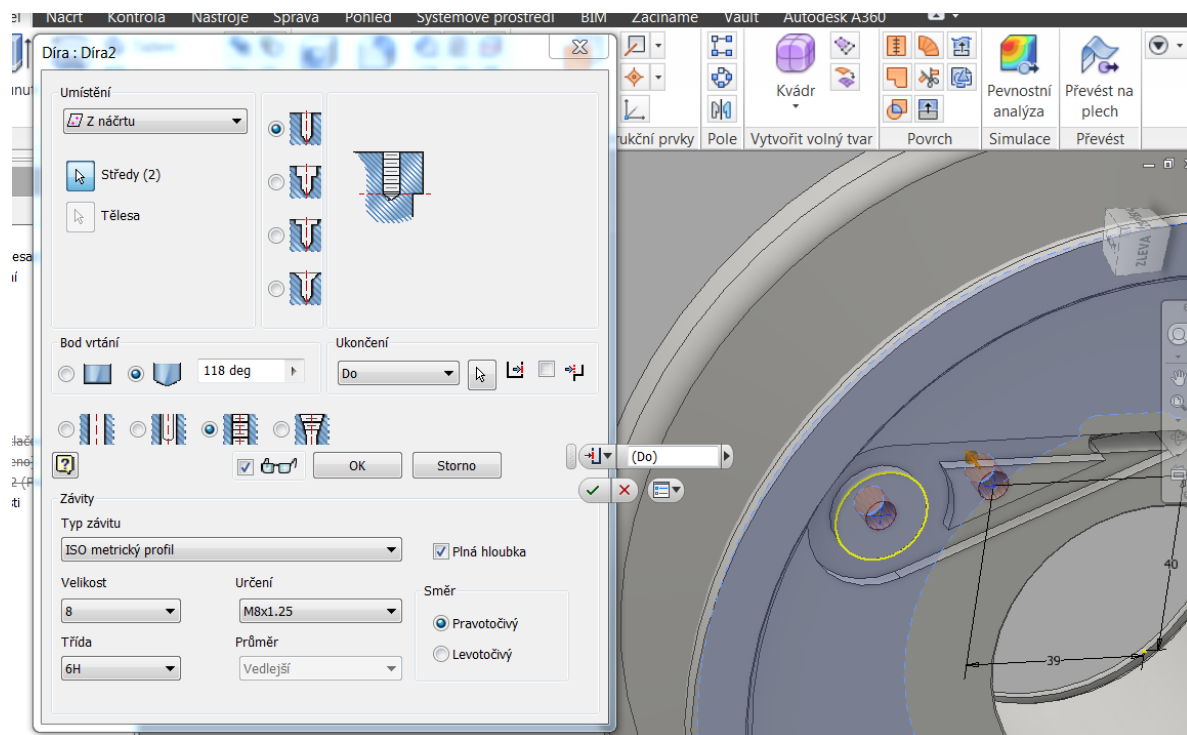 Náčrt Kontrola Nástroje Správa Pohled Systémové prostředí BIM Začínáme Vault Autodesk A360
Díra : Díra2
Umístění
Z náčrtu
Středy (2)
Tělesa
Kvádr
Pevnostní analýza
Převést na plech
Pole Vytvořit volný tvar Povrch Simulace Převést
ZLEVA
Bod vrtání
118 deg
Ukončení
Do
(Do)
OK Storno
Závity
Typ závitu
ISO metrický profil
Plná hloubka
Velikost Určení
8 M8x1.25
Třída Průměr
6H Vedlejší
Směr
Pravotočivý
Levotočivý
40
39